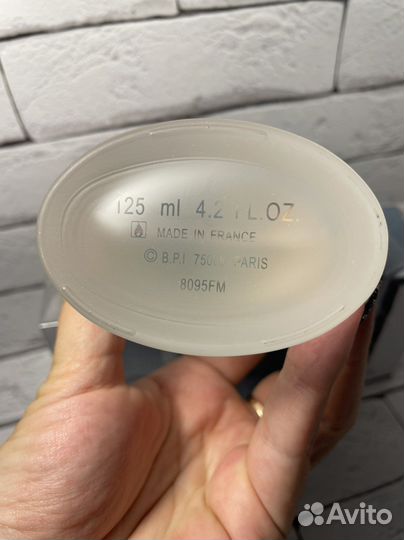 125 ml 4.2 FL.OZ.
MADE IN FRANCE
© B.P.I PARIS
8095FM
Avito